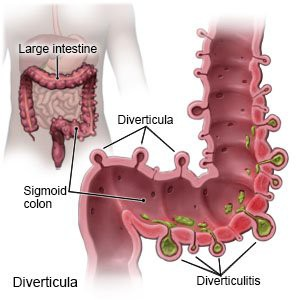 Large intestine
Diverticula
Sigmoid
colon
Diverticula
Diverticulitis